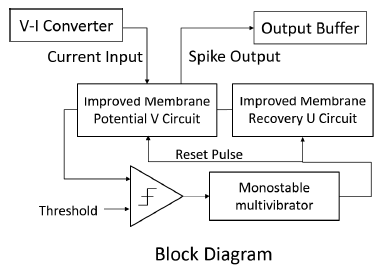 V-I Converter
Output Buffer
Current Input
Spike Output
Improved Membrane
Potential V Circuit
Improved Membrane
Recovery U Circuit
Reset Pulse
Threshold
Monostable
multivibrator
Block Diagram